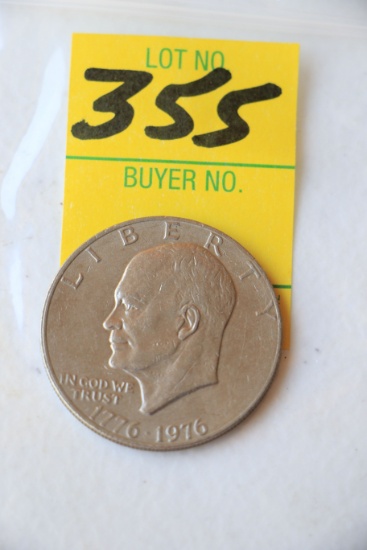 LOT NO.
355
BUYER NO.
LIBERTY
IN GOD WE
TRUST
1776·1976